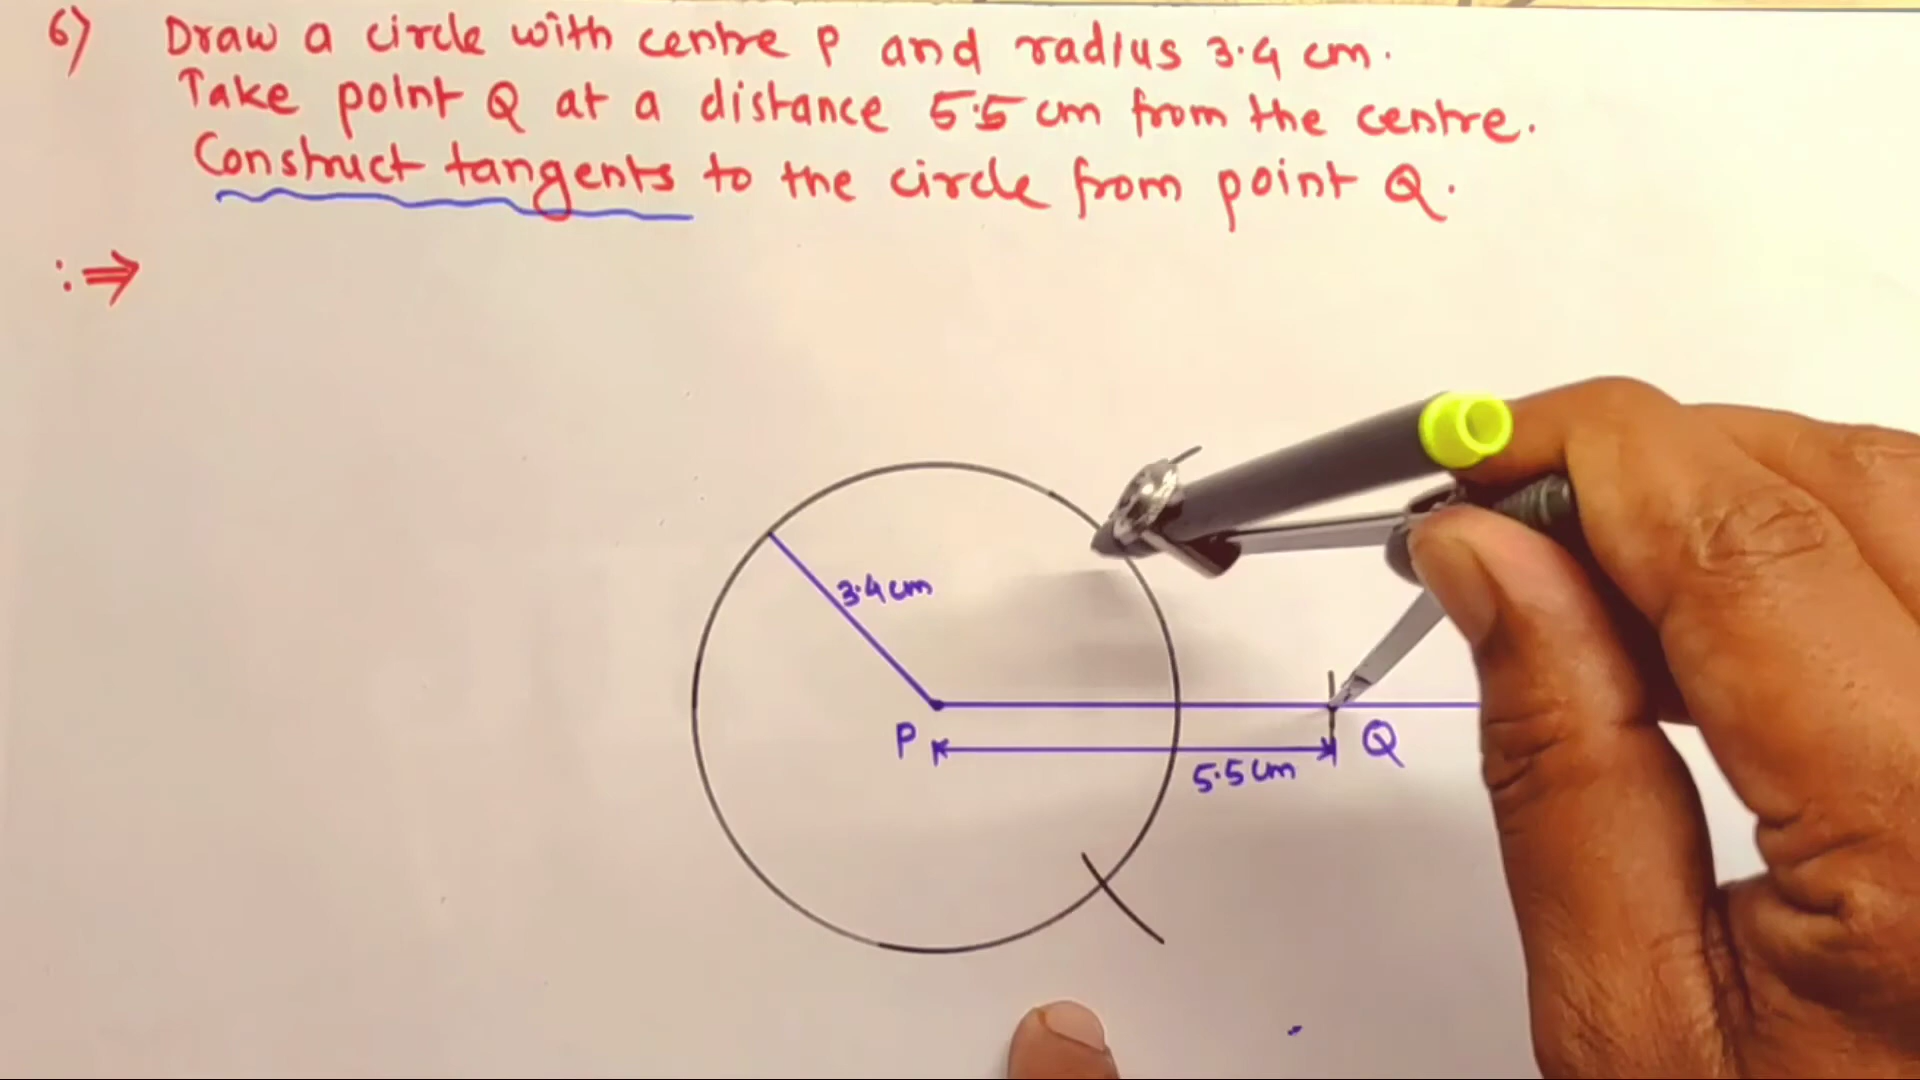 6) Draw a circle with centre P and radius 3.4 cm.
Take point Q at a distance 5.5 cm from the centre.
Construct tangents to the circle from point Q.
:⇒
3.4 cm
P
Q
5.5 cm